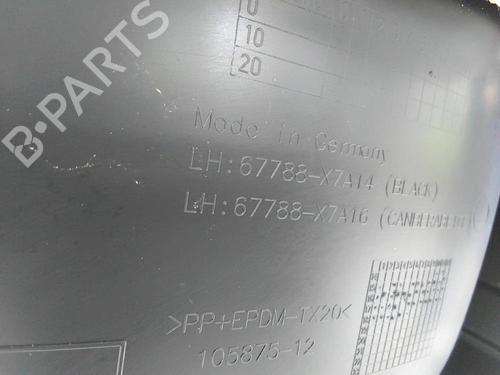 0
10
20
B-PARTS
Made in Germany
LH:67788-X7A14 (BLACK)
LH:67788-X7A16
>PP+EPDM-TX20<
105875-12